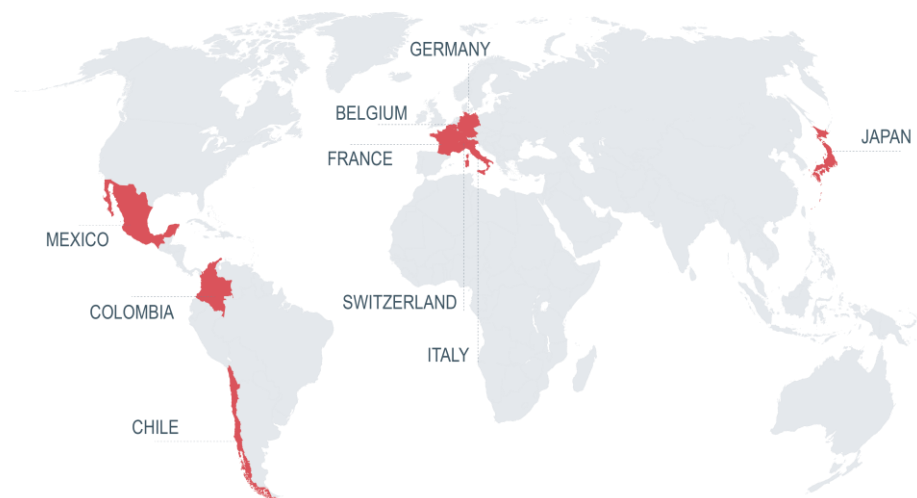 GERMANY
BELGIUM
JAPAN
FRANCE
MEXICO
SWITZERLAND
COLOMBIA
ITALY
CHILE